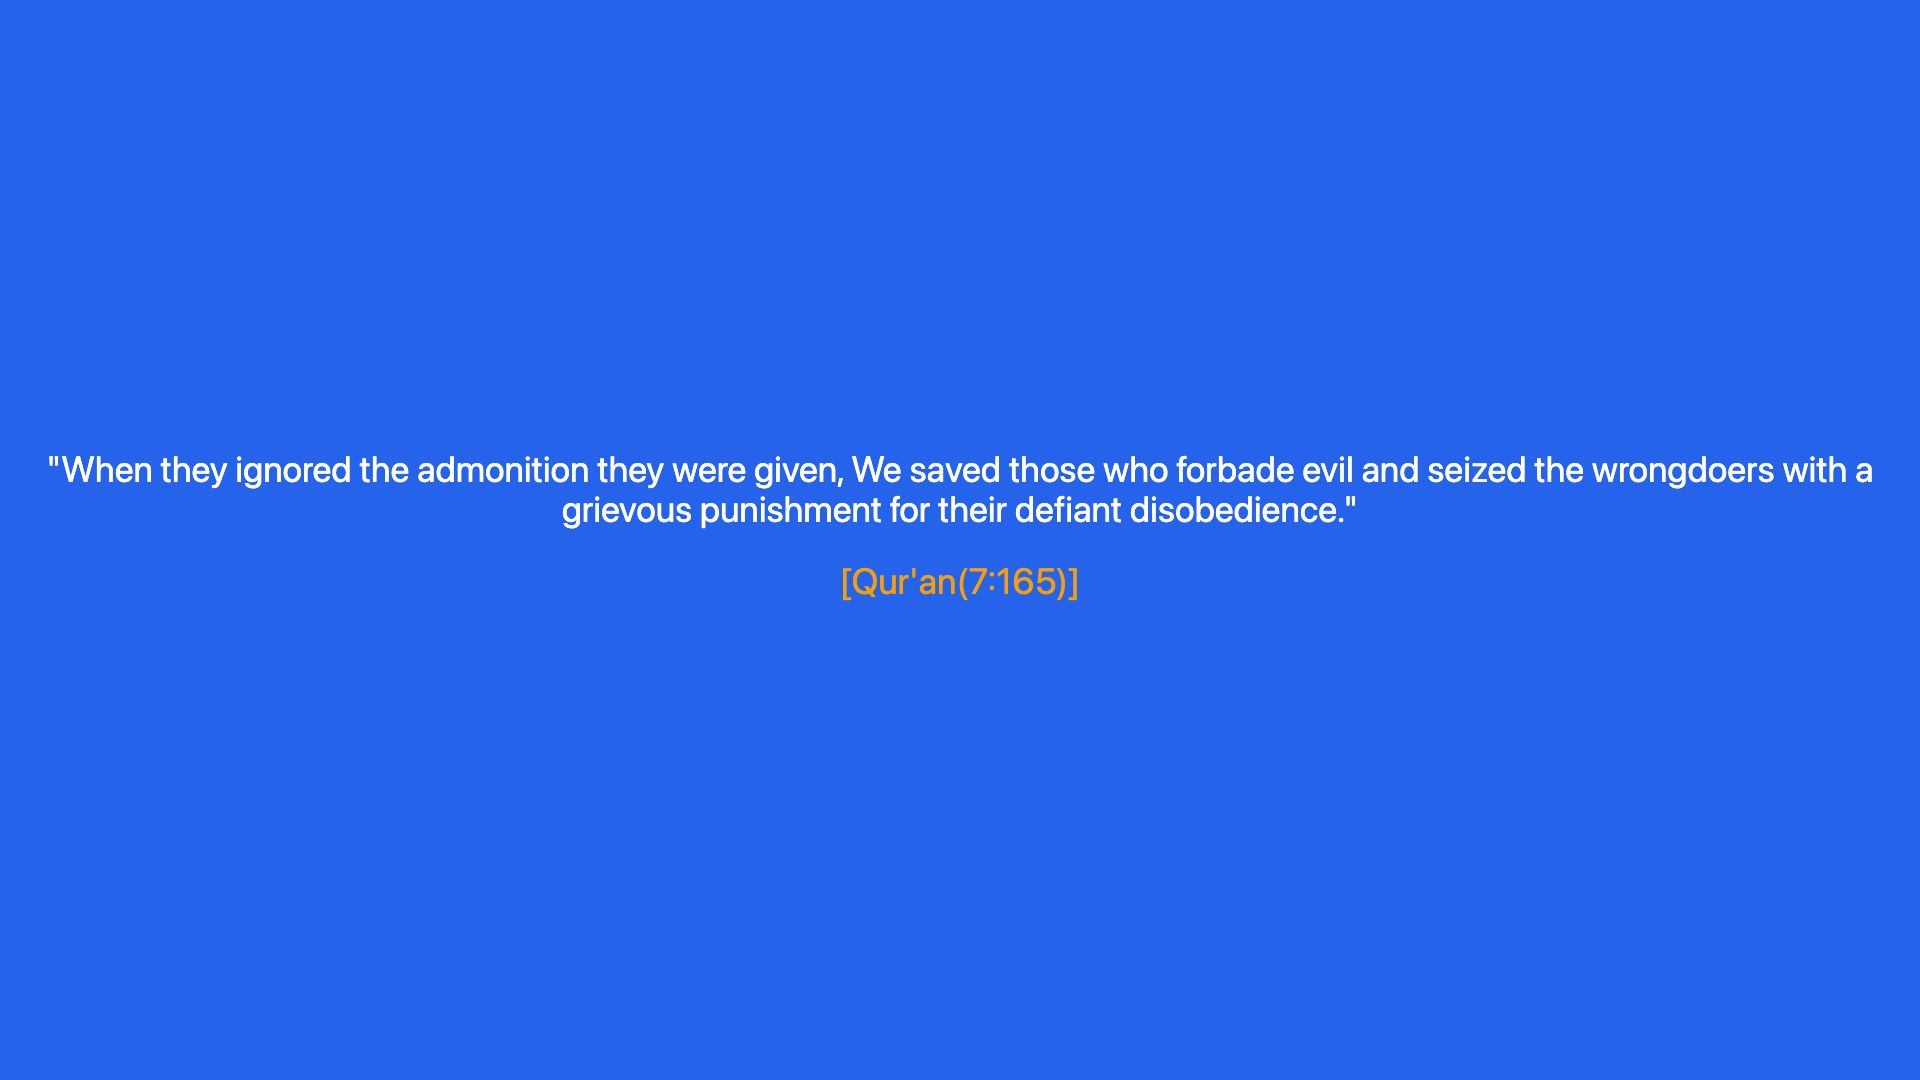 "When they ignored the admonition they were given, We saved those who forbade evil and seized the wrongdoers with a
grievous punishment for their defiant disobedience."
[Qur'an(7:165)]